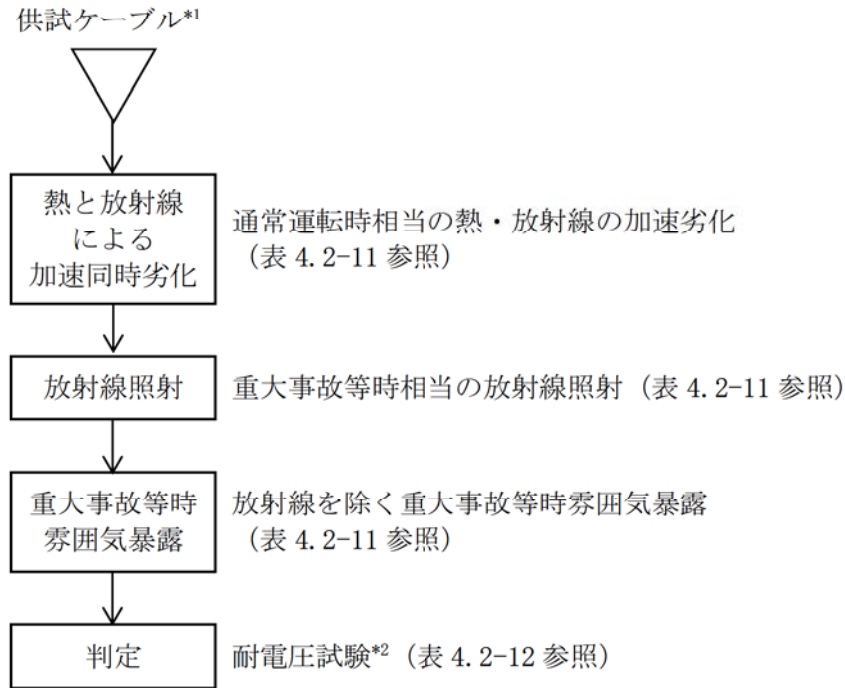 供試ケーブル*1
熱と放射線
による
加速同時劣化
通常運転時相当の熱・放射線の加速劣化
（表 4.2-11 参照）
放射線照射
重大事故等時相当の放射線照射（表 4.2-11 参照）
重大事故等時
雰囲気暴露
放射線を除く重大事故等時雰囲気暴露
（表 4.2-11 参照）
判定
耐電圧試験*2（表 4.2-12 参照）